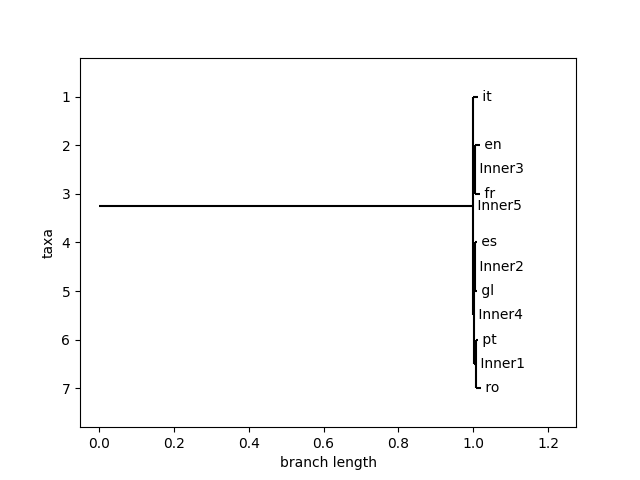 1
it
2
en
Inner3
3
fr
Inner5
4
es
Inner2
5
gl
Inner4
6
pt
Inner1
7
ro
taxa
0.0 0.2 0.4 0.6 0.8 1.0 1.2
branch length